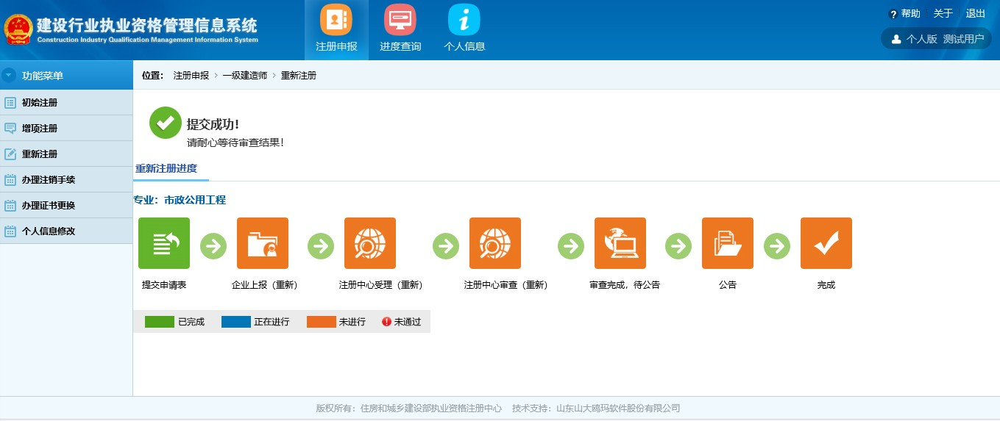 建设行业执业资格管理信息系统
Construction Industry Qualification Management Information System
注册申报
进度查询
个人信息
帮助 关于 退出
个人版 测试用户
功能菜单
初始注册
增项注册
重新注册
办理注销手续
办理证书更换
个人信息修改
位置： 注册申报 > 一级建造师 > 重新注册
提交成功！
请耐心等待审查结果！
重新注册进度
专业：市政公用工程
提交申请表
企业上报（重新）
注册中心受理（重新）
注册中心审查（重新）
审查完成，待公告
公告
完成
已完成 正在进行 未进行 未通过
版权所有：住房和城乡建设部执业资格注册中心 技术支持：山东山大鸥玛软件股份有限公司